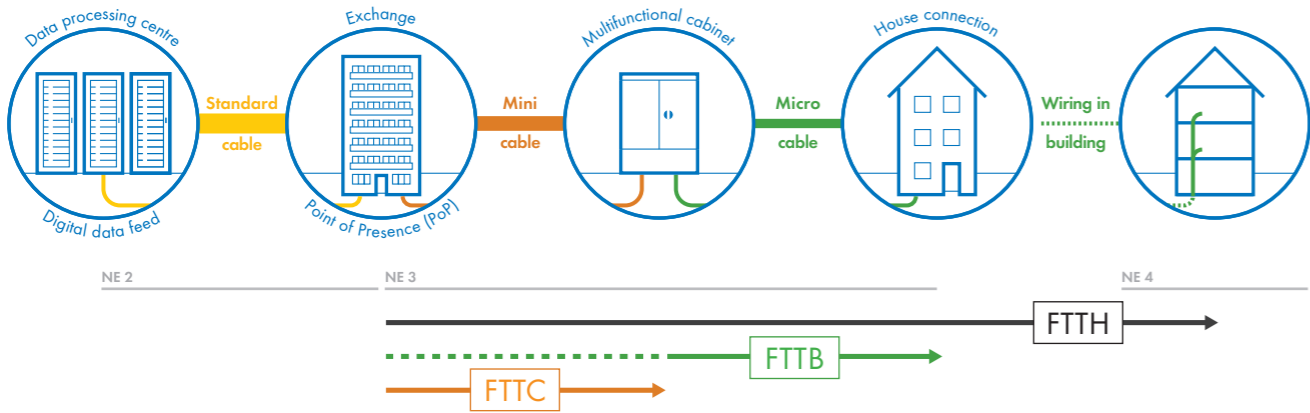 Data processing centre
Exchange
Multifunctional cabinet
House connection
Standard
cable
Mini
cable
Micro
cable
Wiring in
building
Digital data feed
Point of Presence (PoP)
NE 2
NE 3
NE 4
FTTH
FTTB
FTTC